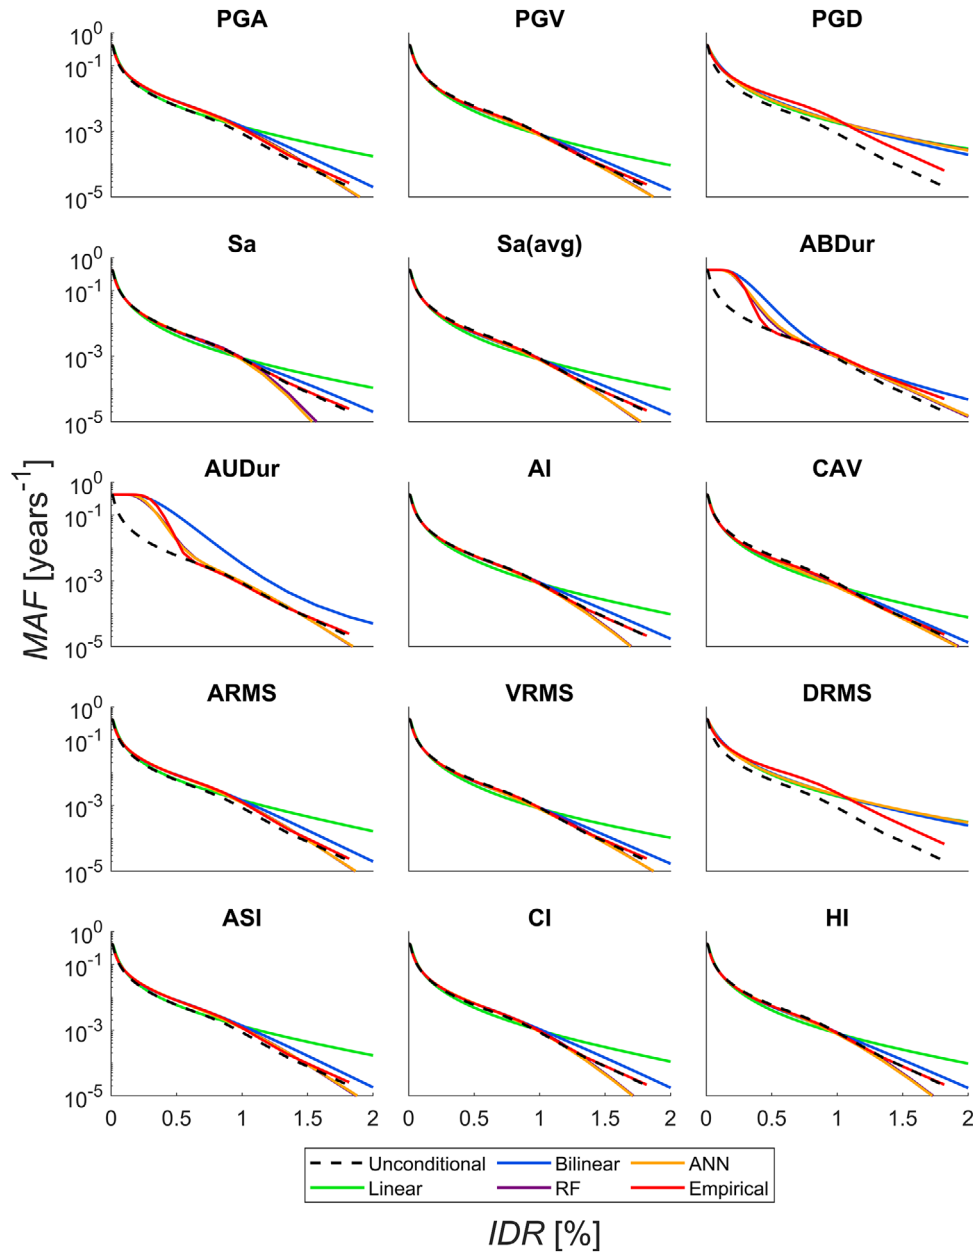 PGA PGV PGD
10^0
10^-1
10^-3
10^-5
Sa Sa(avg) ABDur
10^0
10^-1
10^-3
10^-5
AUDur AI CAV
10^0
10^-1
10^-3
10^-5
MAF [years^-1]
ARMS VRMS DRMS
10^0
10^-1
10^-3
10^-5
ASI CI HI
10^0
10^-1
10^-3
10^-5
0 0.5 1 1.5 2 0 0.5 1 1.5 2 0 0.5 1 1.5 2
Unconditional Bilinear ANN
Linear RF Empirical
IDR [%]